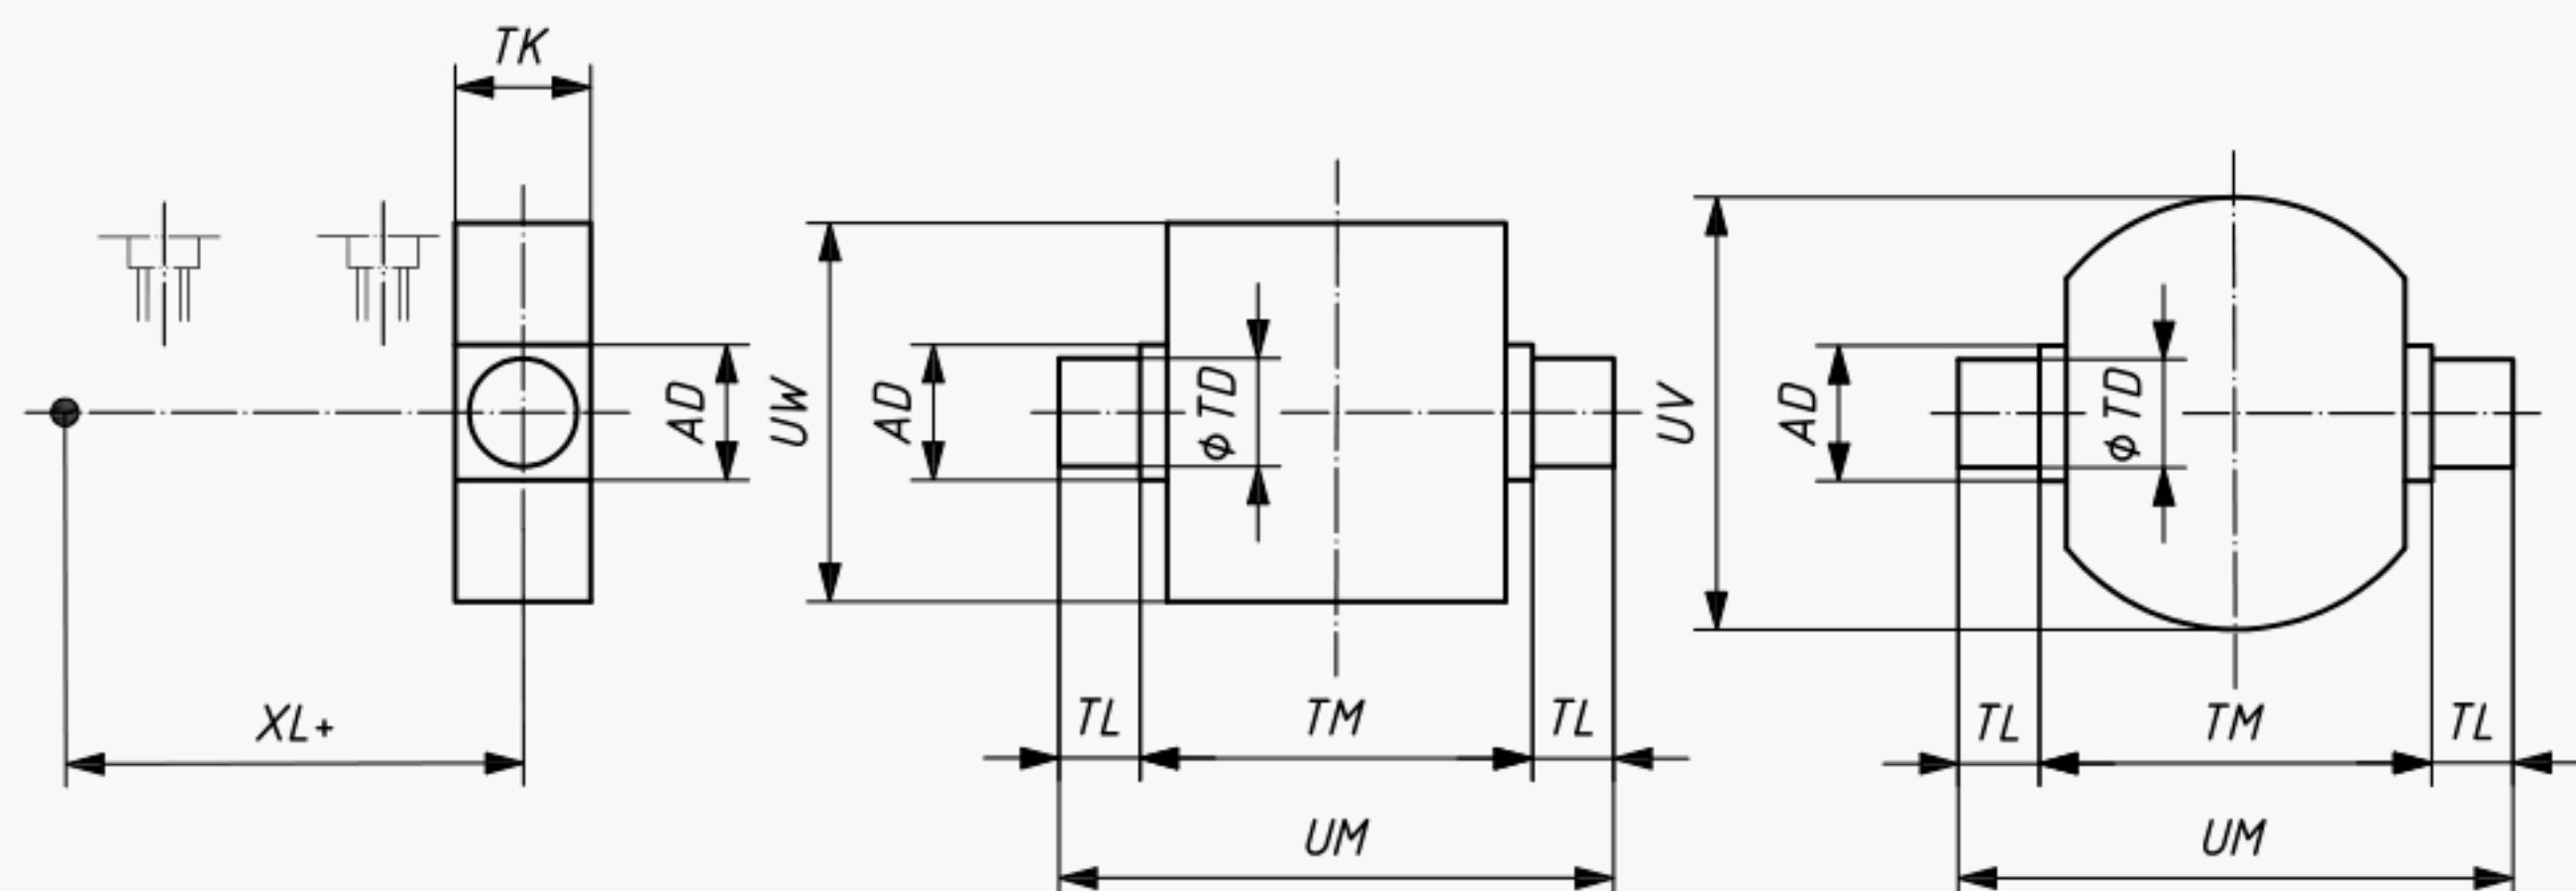 TK
AD
XL+
UW
AD
φTD
TL TM TL
UM
UV
AD
φTD
TL TM TL
UM